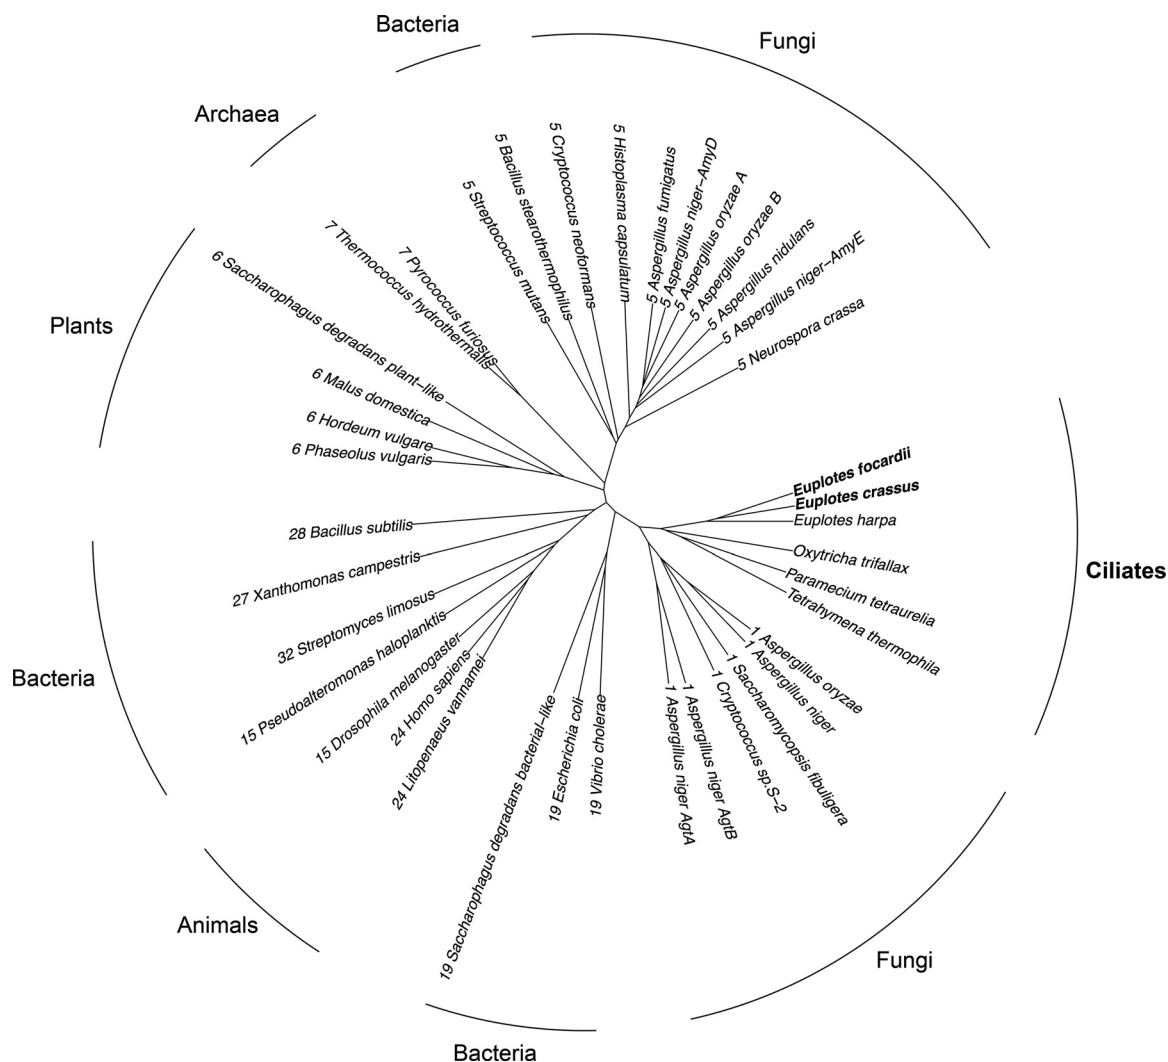 Bacteria
Fungi
Archaea
Plants
Bacteria
Animals
Bacteria
Fungi
Ciliates
5 Streptococcus mutans
5 Bacillus stearothermophilus
5 Cryptococcus neoformans
5 Histoplasma capsulatum
5 Aspergillus fumigatus
5 Aspergillus niger–AmyD
5 Aspergillus oryzae A
5 Aspergillus oryzae B
5 Aspergillus nidulans
5 Aspergillus niger–AmyE
5 Neurospora crassa
Euplotes focardii
Euplotes crassus
Euplotes harpa
Oxytricha trifallax
Paramecium tetraurelia
Tetrahymena thermophila
1 Aspergillus oryzae
1 Aspergillus niger
1 Saccharomycopsis fibuligera
1 Cryptococcus sp.S–2
1 Aspergillus niger AgtB
1 Aspergillus niger AgtA
19 Vibrio cholerae
19 Escherichia coli
19 Saccharophagus degradans bacterial–like
24 Litopenaeus vannamei
24 Homo sapiens
15 Drosophila melanogaster
15 Pseudoalteromonas haloplanktis
32 Streptomyces limosus
27 Xanthomonas campestris
28 Bacillus subtilis
6 Phaseolus vulgaris
6 Hordeum vulgare
6 Malus domestica
6 Saccharophagus degradans plant–like
7 Thermococcus hydrothermalis
7 Pyrococcus furiosus